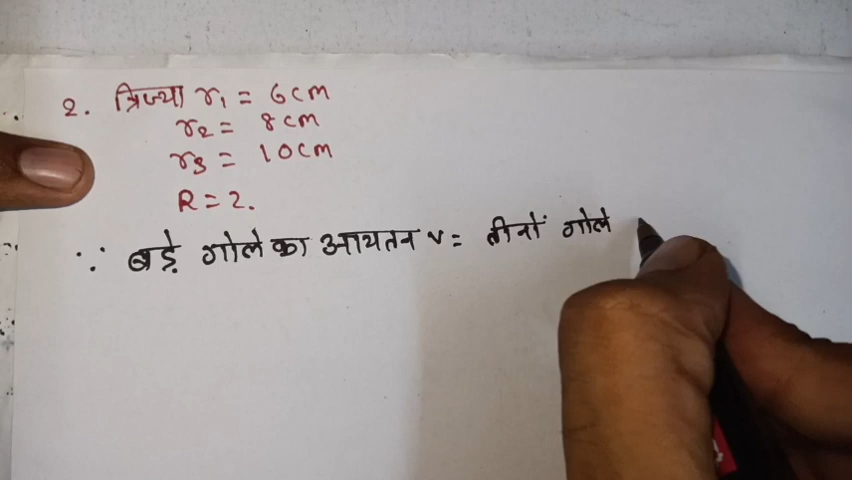 2. त्रिज्या r₁ = 6cm
r₂ = 8cm
r₃ = 10cm
R = 2.
∵ बड़े गोले का आयतन v = तीनों गोले